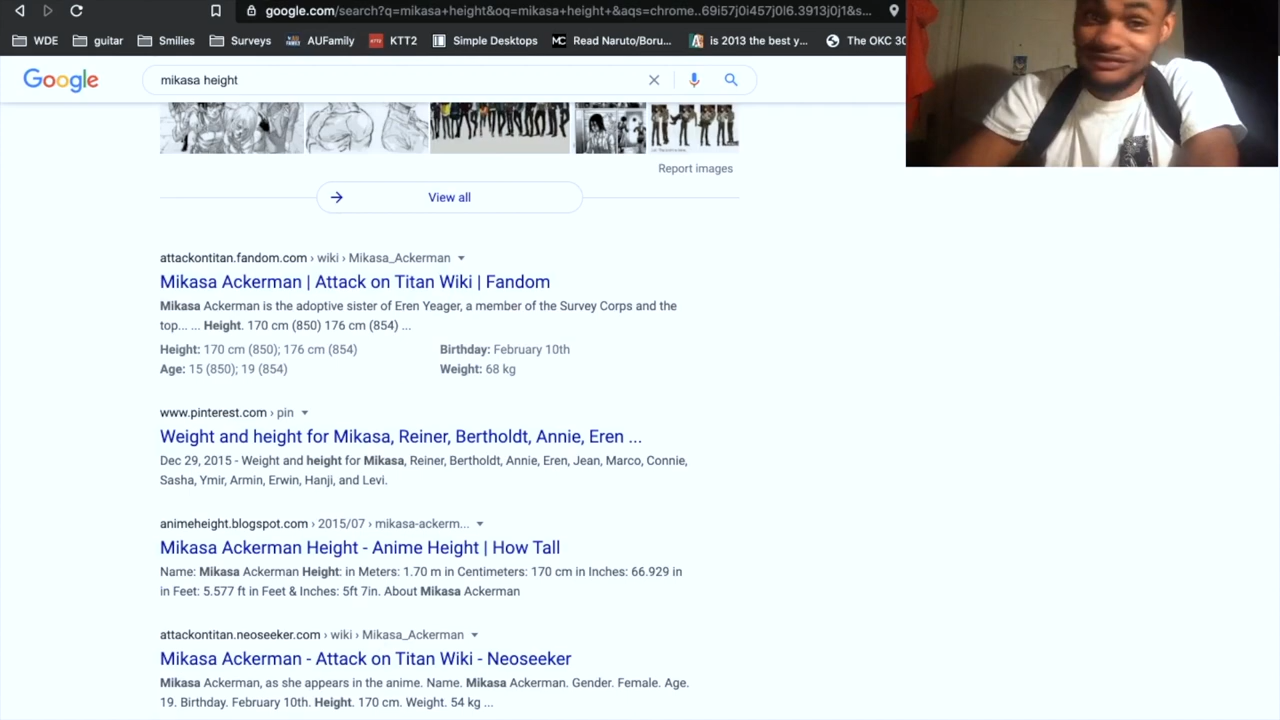 google.com/search?q=mikasa+height&oq=mikasa+height+&aqs=chrome..69i57j0i457j0l6.3913j0j1&s...
WDE guitar Smilies Surveys AUFamily KTT2 Simple Desktops Read Naruto/Boru... is 2013 the best y... The OKC 30
Google mikasa height
Report images
View all
attackontitan.fandom.com › wiki › Mikasa_Ackerman
Mikasa Ackerman | Attack on Titan Wiki | Fandom
Mikasa Ackerman is the adoptive sister of Eren Yeager, a member of the Survey Corps and the
top... ... Height. 170 cm (850) 176 cm (854) ...
Height: 170 cm (850); 176 cm (854) Birthday: February 10th
Age: 15 (850); 19 (854) Weight: 68 kg
www.pinterest.com › pin
Weight and height for Mikasa, Reiner, Bertholdt, Annie, Eren ...
Dec 29, 2015 - Weight and height for Mikasa, Reiner, Bertholdt, Annie, Eren, Jean, Marco, Connie,
Sasha, Ymir, Armin, Erwin, Hanji, and Levi.
animeheight.blogspot.com › 2015/07 › mikasa-ackerm...
Mikasa Ackerman Height - Anime Height | How Tall
Name: Mikasa Ackerman Height: in Meters: 1.70 m in Centimeters: 170 cm in Inches: 66.929 in
in Feet: 5.577 ft in Feet & Inches: 5ft 7in. About Mikasa Ackerman
attackontitan.neoseeker.com › wiki › Mikasa_Ackerman
Mikasa Ackerman - Attack on Titan Wiki - Neoseeker
Mikasa Ackerman, as she appears in the anime. Name. Mikasa Ackerman. Gender. Female. Age.
19. Birthday. February 10th. Height. 170 cm. Weight. 54 kg ...